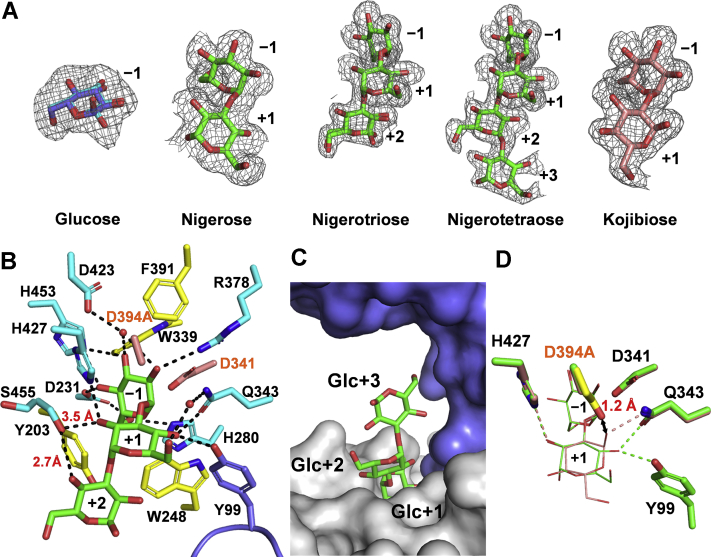 A
−1
−1
+1
−1
+1
+2
−1
+1
+2
+3
−1
+1
Glucose
Nigerose
Nigerotriose
Nigerotetraose
Kojibiose
B
D423
F391
R378
H453
D394A
H427
W339
D341
D231
−1
Q343
S455
3.5 Å
+1
Y203
H280
2.7Å
+2
W248
Y99
C
Glc+3
Glc+2
Glc+1
D
H427
D394A
D341
−1
1.2 Å
Q343
+1
Y99